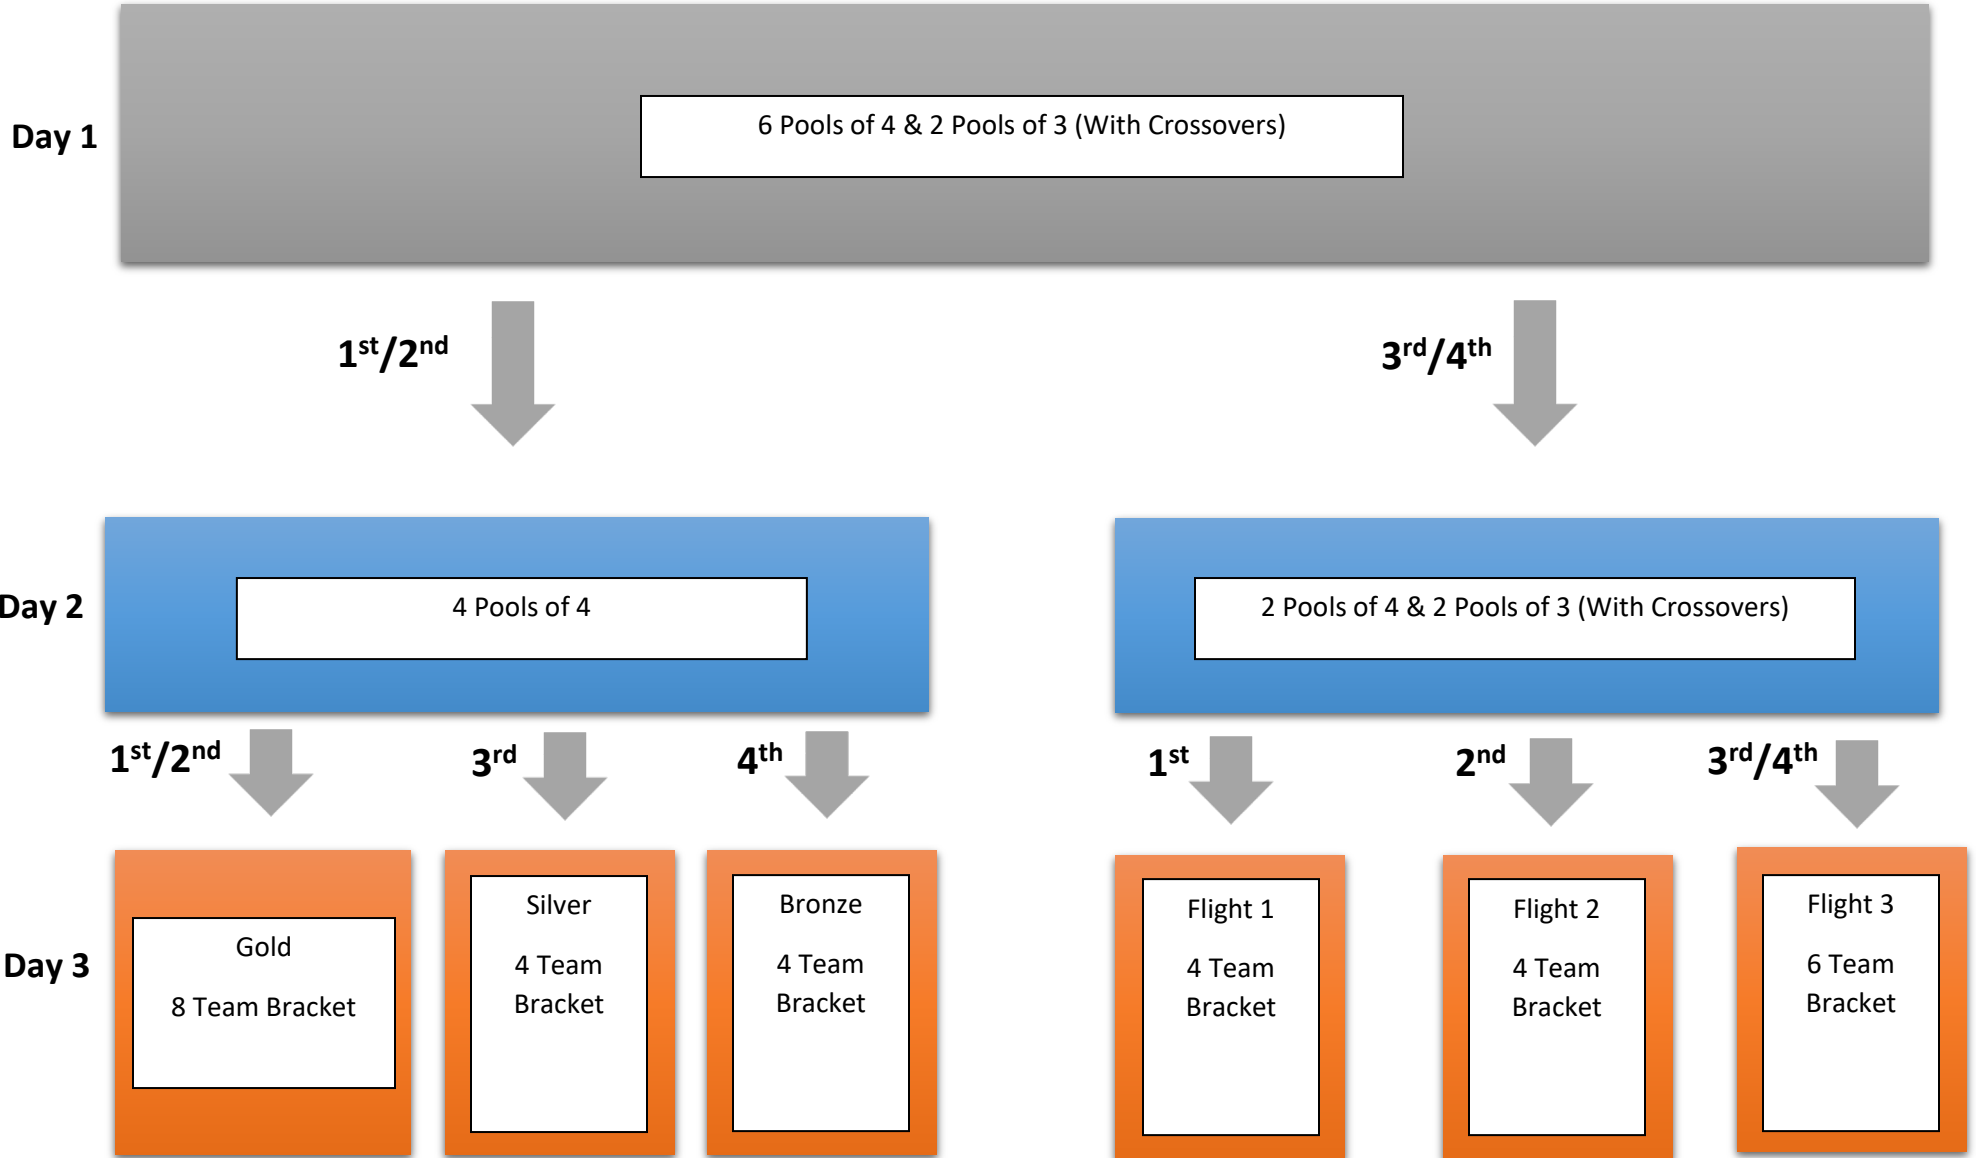 Day 1
6 Pools of 4 & 2 Pools of 3 (With Crossovers)
1st/2nd
3rd/4th
Day 2
4 Pools of 4
2 Pools of 4 & 2 Pools of 3 (With Crossovers)
1st/2nd
3rd
4th
1st
2nd
3rd/4th
Day 3
Gold
8 Team Bracket
Silver
4 Team
Bracket
Bronze
4 Team
Bracket
Flight 1
4 Team
Bracket
Flight 2
4 Team
Bracket
Flight 3
6 Team
Bracket